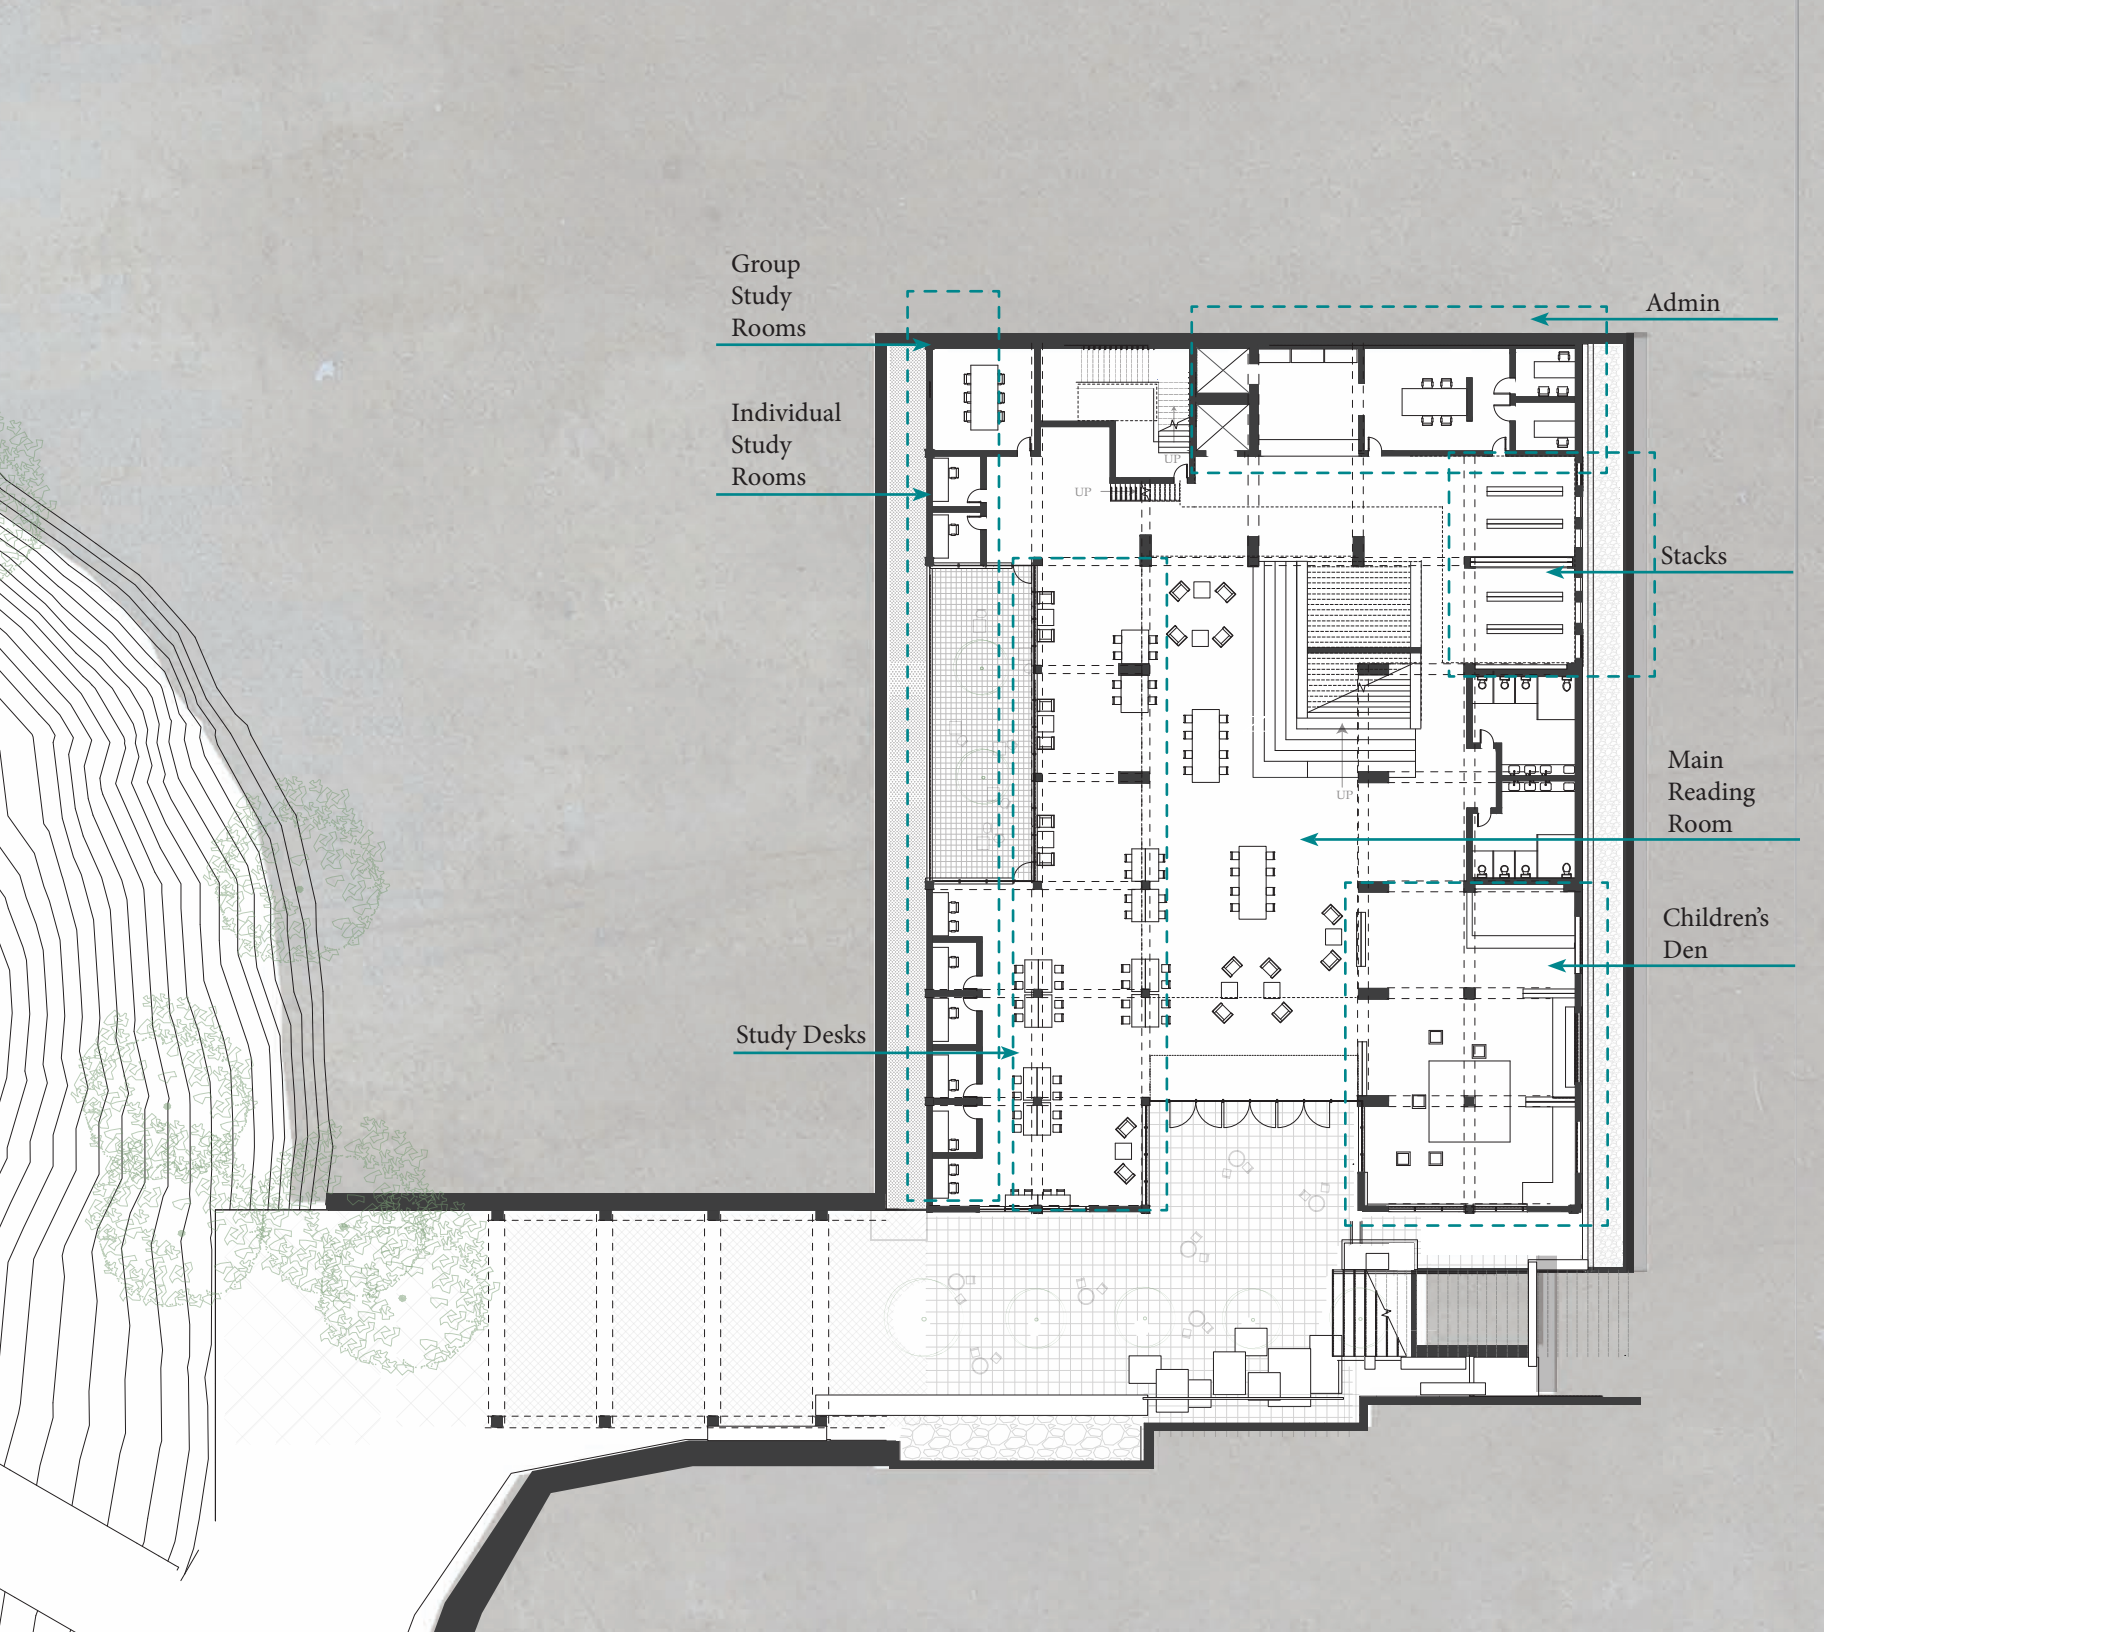 Group
Study
Rooms
Admin
Individual
Study
Rooms
UP
UP
Stacks
Main
Reading
Room
UP
Children's
Den
Study Desks